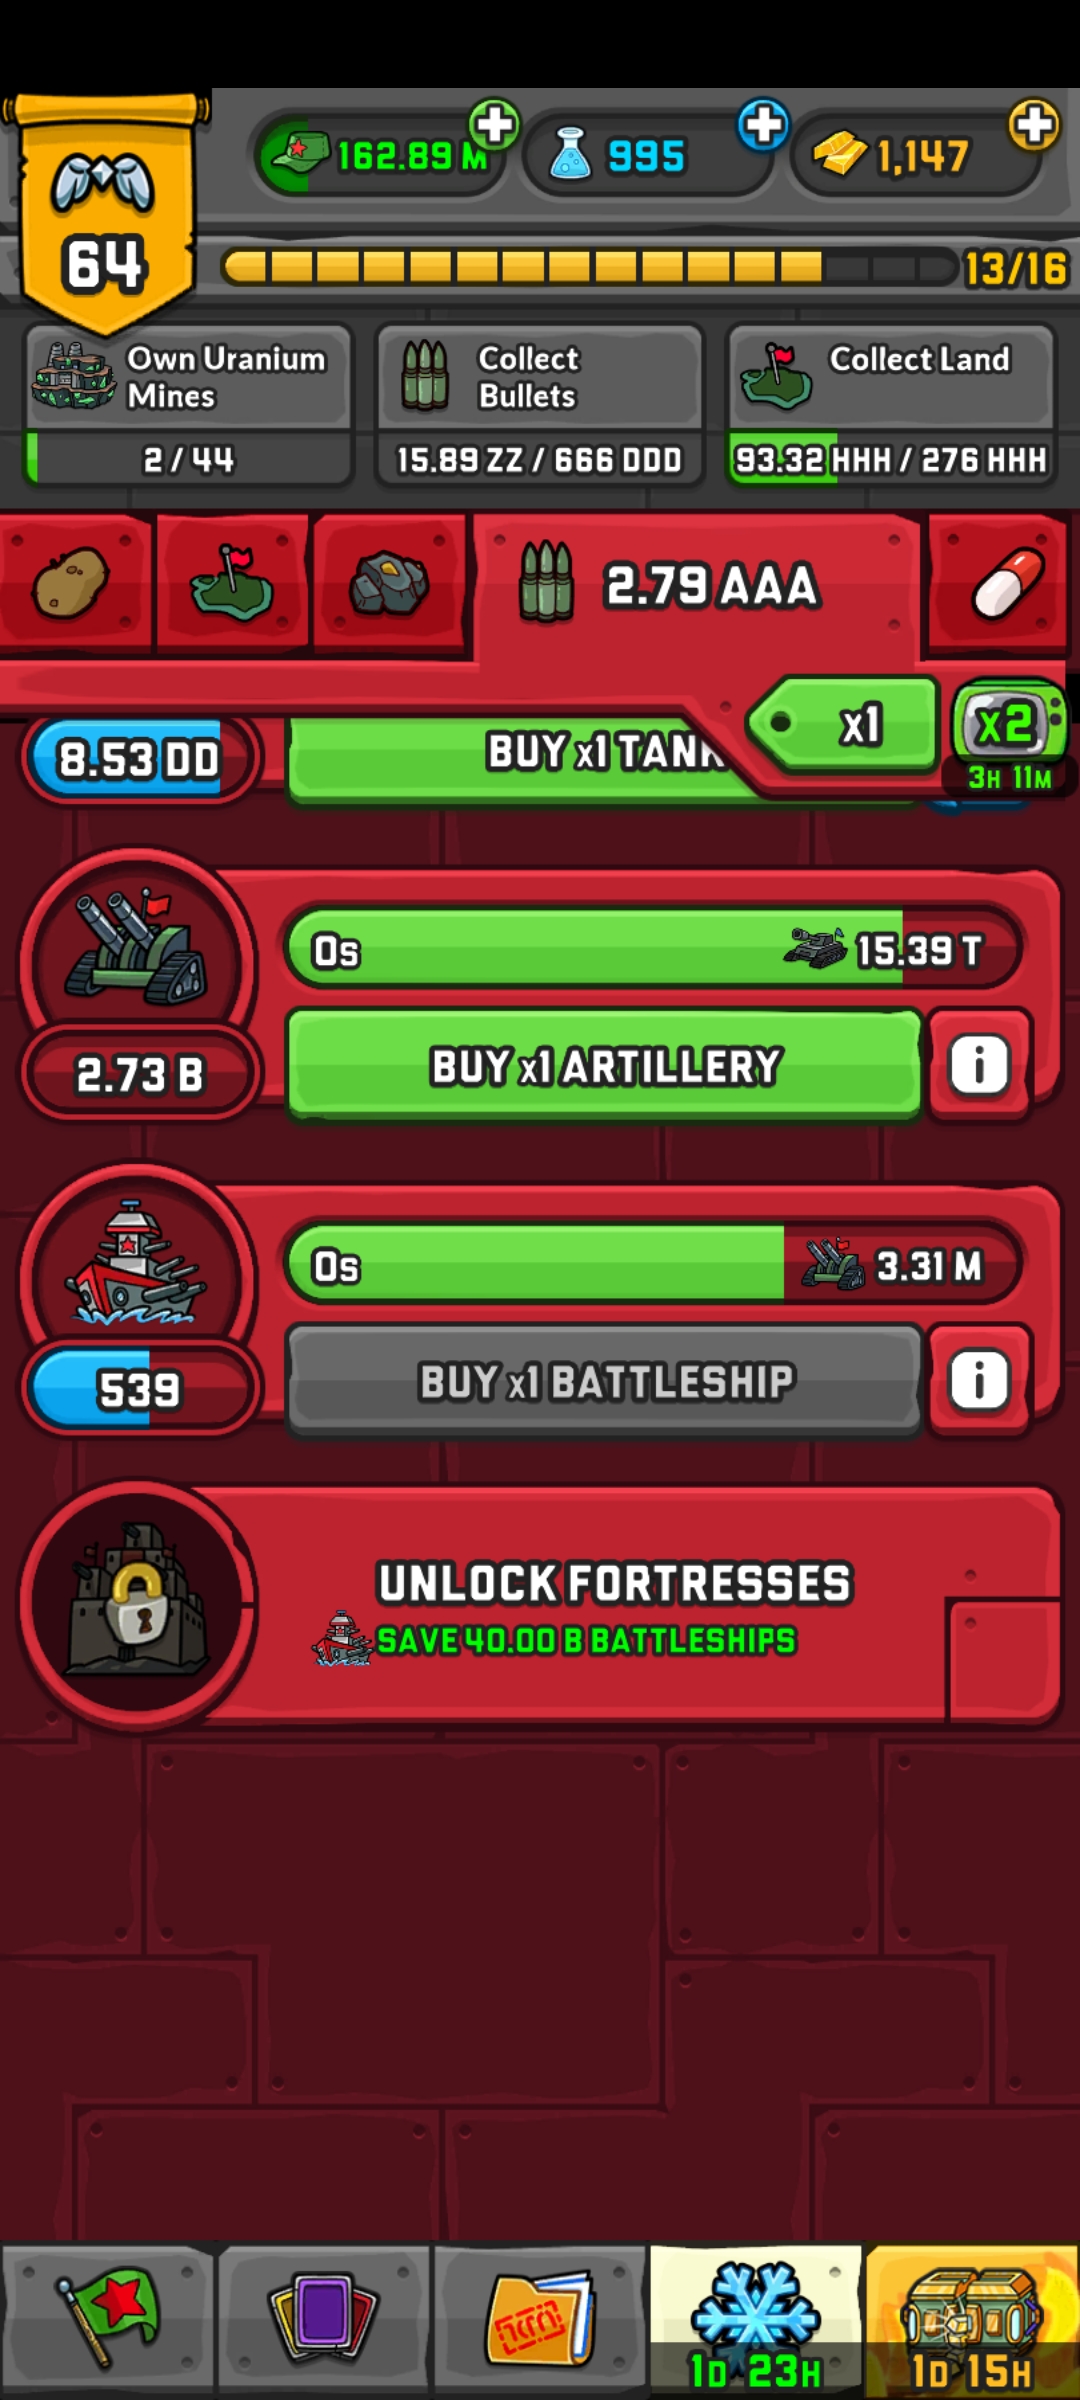 162.89 M
995
1,147
64
13/16
Own Uranium
Mines
2 / 44
Collect
Bullets
15.89 ZZ / 666 DDD
Collect Land
93.32 HHH / 276 HHH
2.79 AAA
x1
x2
3H 11M
8.53 DD
BUY x1 TANK
0s
15.39 T
2.73 B
BUY x1 ARTILLERY
i
0s
3.31 M
539
BUY x1 BATTLESHIP
i
UNLOCK FORTRESSES
SAVE 40.00 B BATTLESHIPS
1D 23H
1D 15H